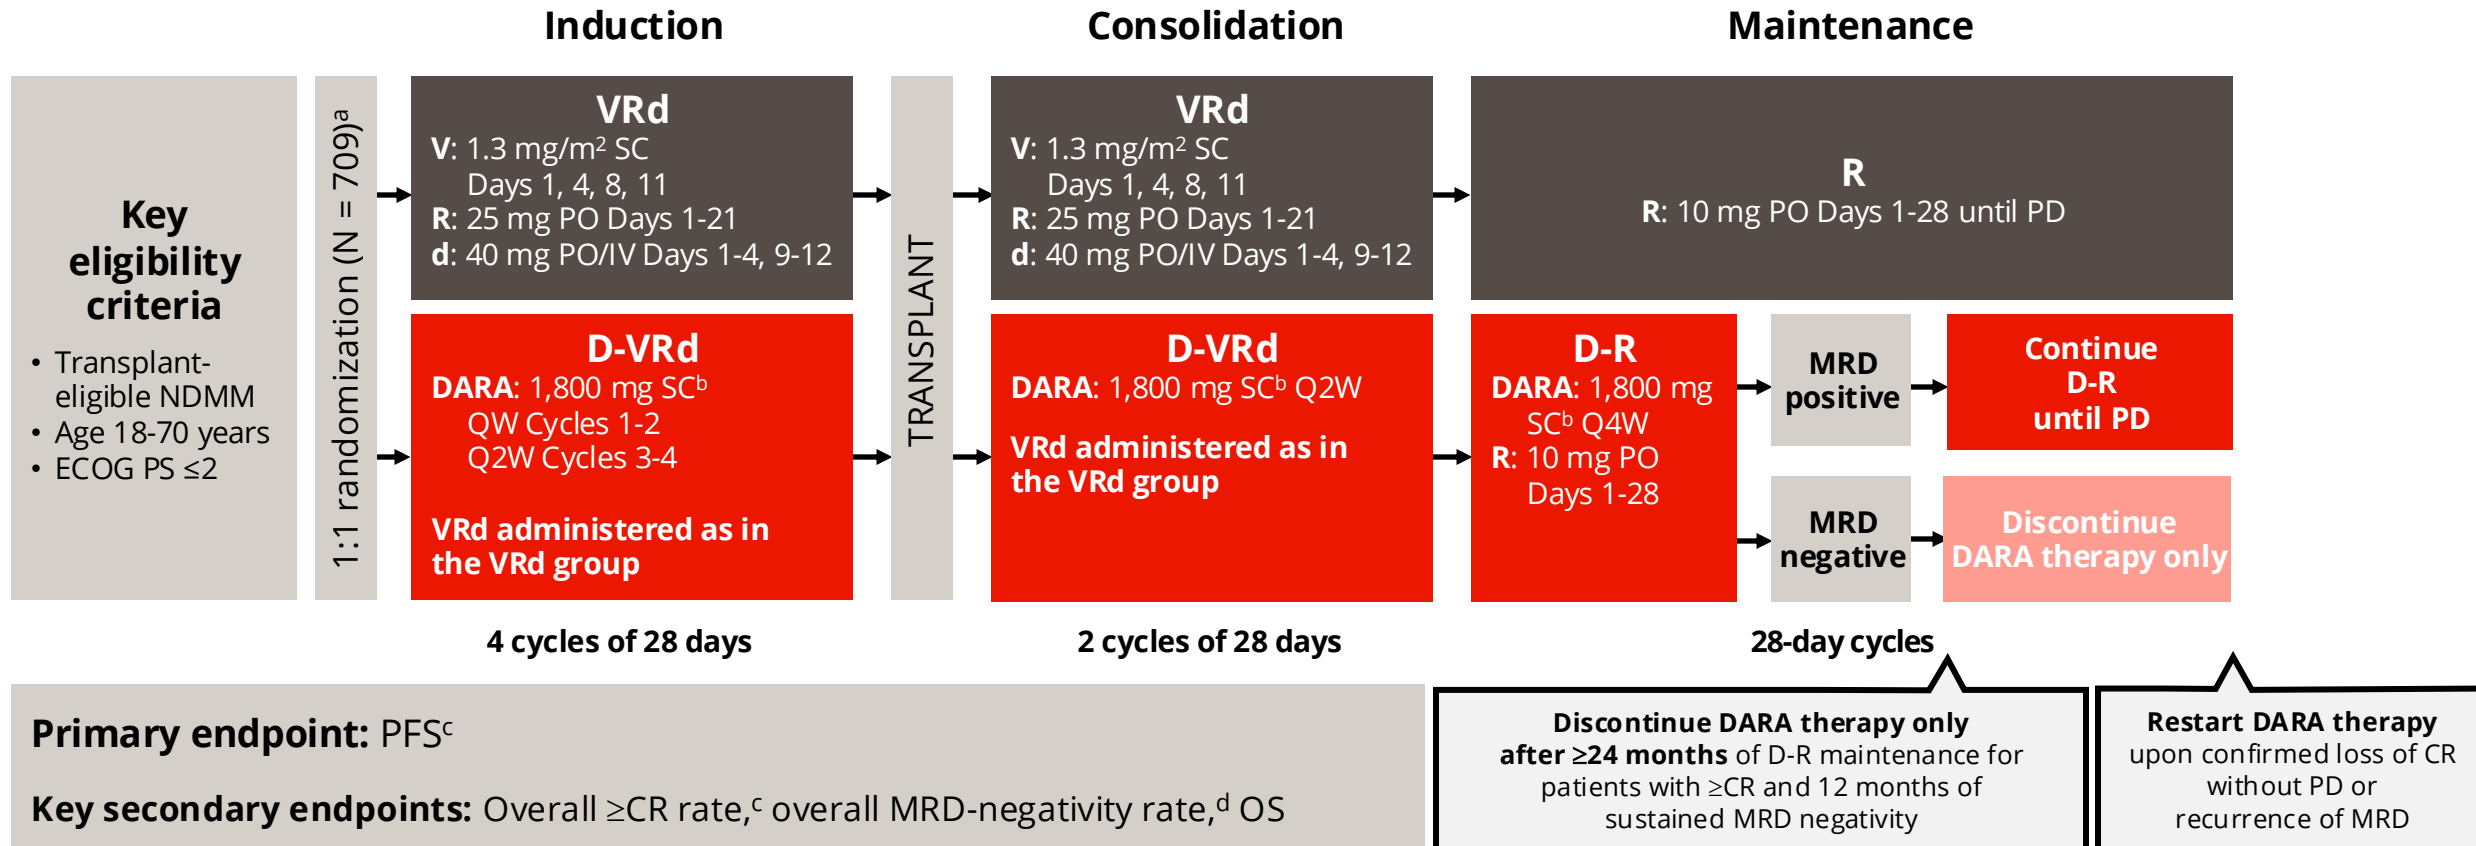 Induction
Consolidation
Maintenance
Key
eligibility
criteria
• Transplant-
eligible NDMM
• Age 18-70 years
• ECOG PS ≤2
1:1 randomization (N = 709)ᵃ
VRd
V: 1.3 mg/m² SC
Days 1, 4, 8, 11
R: 25 mg PO Days 1-21
d: 40 mg PO/IV Days 1-4, 9-12
D-VRd
DARA: 1,800 mg SCᵇ
QW Cycles 1-2
Q2W Cycles 3-4
VRd administered as in
the VRd group
4 cycles of 28 days
TRANSPLANT
VRd
V: 1.3 mg/m² SC
Days 1, 4, 8, 11
R: 25 mg PO Days 1-21
d: 40 mg PO/IV Days 1-4, 9-12
D-VRd
DARA: 1,800 mg SCᵇ Q2W
VRd administered as in
the VRd group
2 cycles of 28 days
R
R: 10 mg PO Days 1-28 until PD
D-R
DARA: 1,800 mg
SCᵇ Q4W
R: 10 mg PO
Days 1-28
MRD
positive
Continue
D-R
until PD
MRD
negative
Discontinue
DARA therapy only
28-day cycles
Primary endpoint: PFSᶜ
Key secondary endpoints: Overall ≥CR rate,ᶜ overall MRD-negativity rate,ᵈ OS
Discontinue DARA therapy only
after ≥24 months of D-R maintenance for
patients with ≥CR and 12 months of
sustained MRD negativity
Restart DARA therapy
upon confirmed loss of CR
without PD or
recurrence of MRD